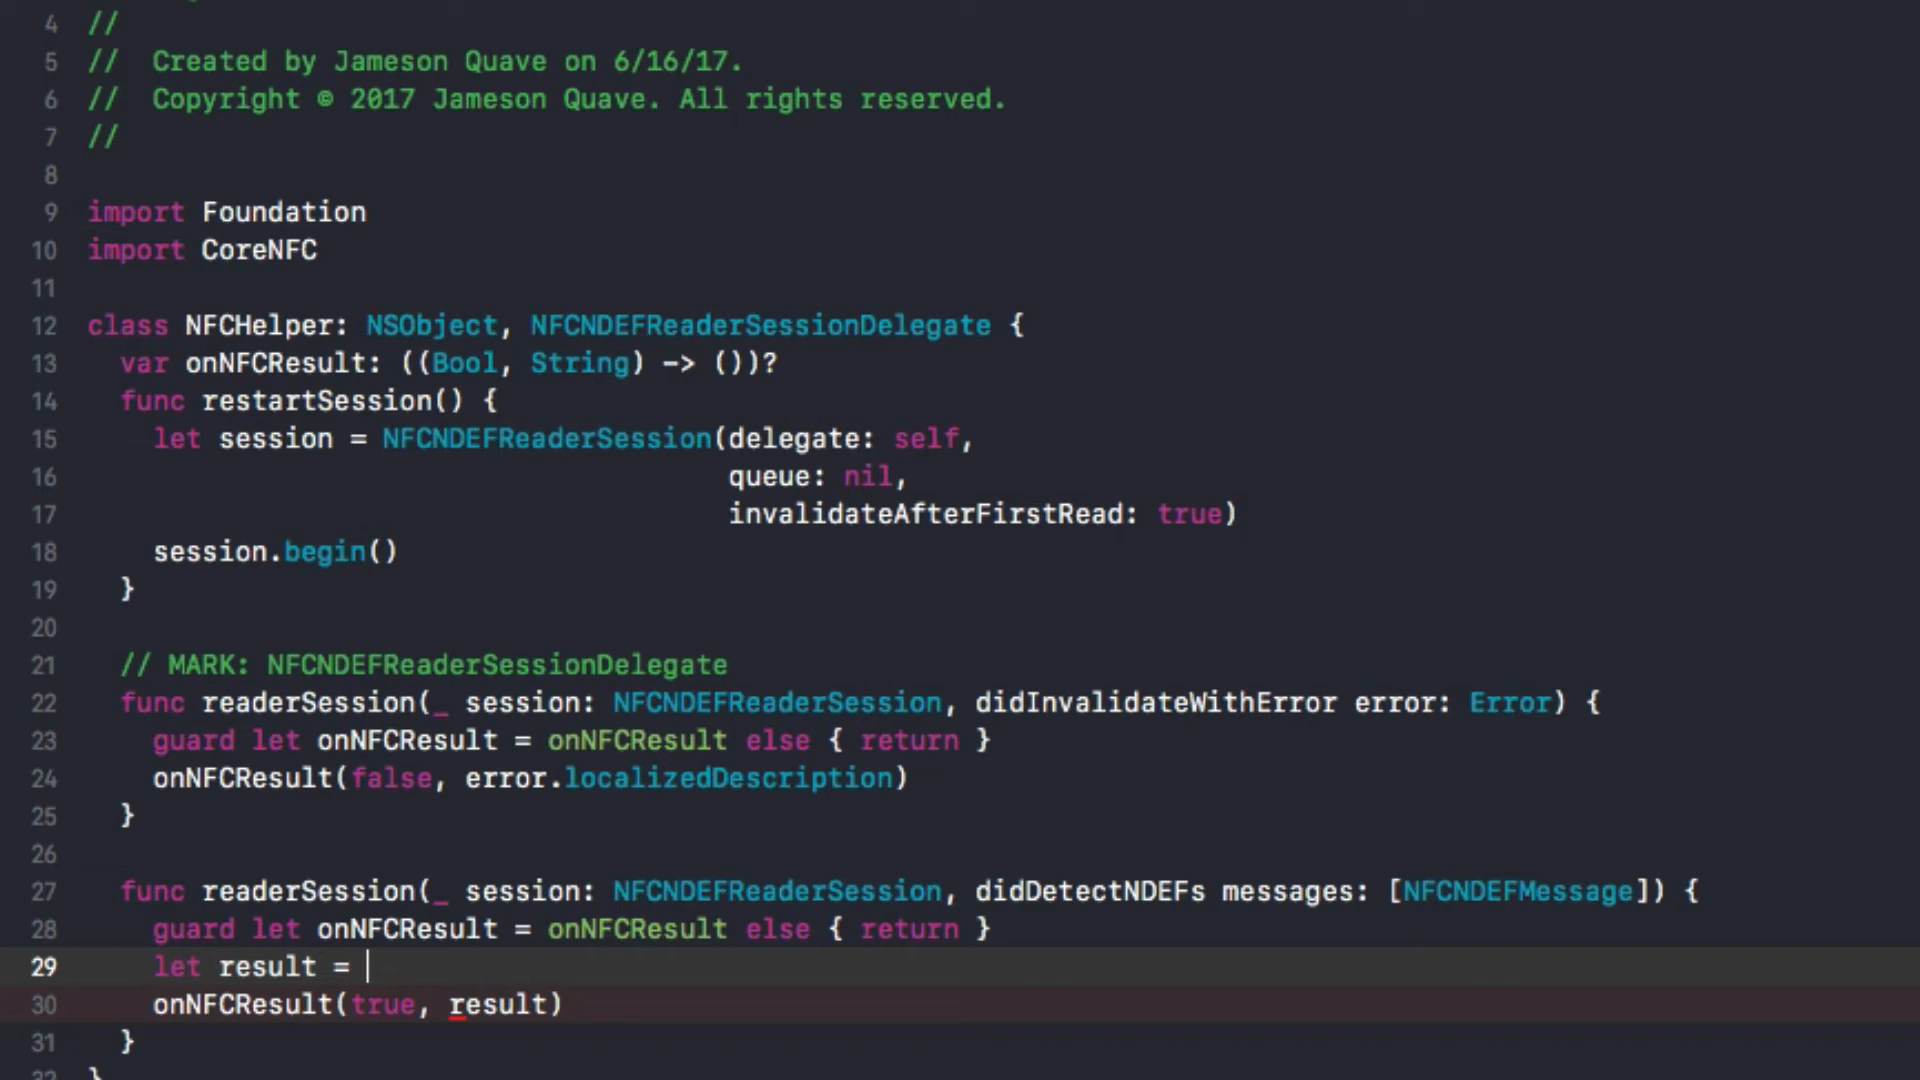 4 //
5 //  Created by Jameson Quave on 6/16/17.
6 //  Copyright © 2017 Jameson Quave. All rights reserved.
7 //
8
9 import Foundation
10 import CoreNFC
11
12 class NFCHelper: NSObject, NFCNDEFReaderSessionDelegate {
13   var onNFCResult: ((Bool, String) -> ())?
14   func restartSession() {
15     let session = NFCNDEFReaderSession(delegate: self,
16                                        queue: nil,
17                                        invalidateAfterFirstRead: true)
18     session.begin()
19   }
20
21   // MARK: NFCNDEFReaderSessionDelegate
22   func readerSession(_ session: NFCNDEFReaderSession, didInvalidateWithError error: Error) {
23     guard let onNFCResult = onNFCResult else { return }
24     onNFCResult(false, error.localizedDescription)
25   }
26
27   func readerSession(_ session: NFCNDEFReaderSession, didDetectNDEFs messages: [NFCNDEFMessage]) {
28     guard let onNFCResult = onNFCResult else { return }
29     let result =
30     onNFCResult(true, result)
31   }
32 }